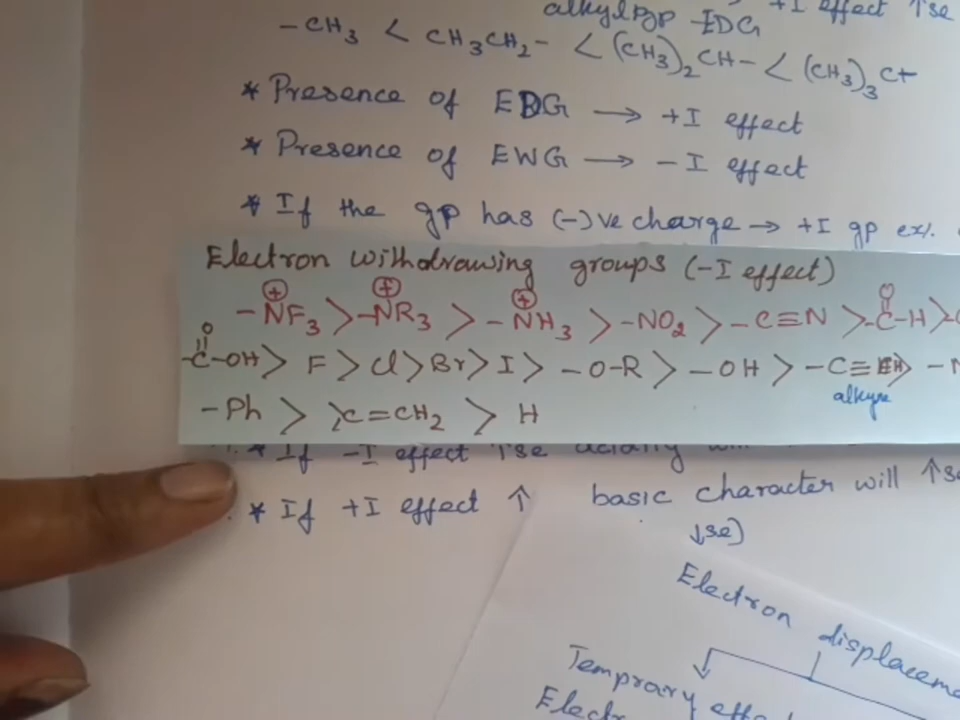 alkyl gp EDG +I effect ↑se
-CH3 < CH3CH2- < (CH3)2CH- < (CH3)3C+
* Presence of EDG → +I effect
* Presence of EWG → -I effect
* If the gp has (-)ve charge → +I gp ex/.
Electron withdrawing groups (-I effect)
-N⊕F3 > -N⊕R3 > -N⊕H3 > -NO2 > -C≡N > -C(=O)-H >
-C(=O)-OH > F > Cl > Br > I > -O-R > -OH > -C≡CH >
alkyne
-Ph > >C=CH2 > H
* If -I effect ↑se acidity
* If +I effect ↑ basic character will ↑se
↓se)
Electron displaceme
Temprary effe
Electro